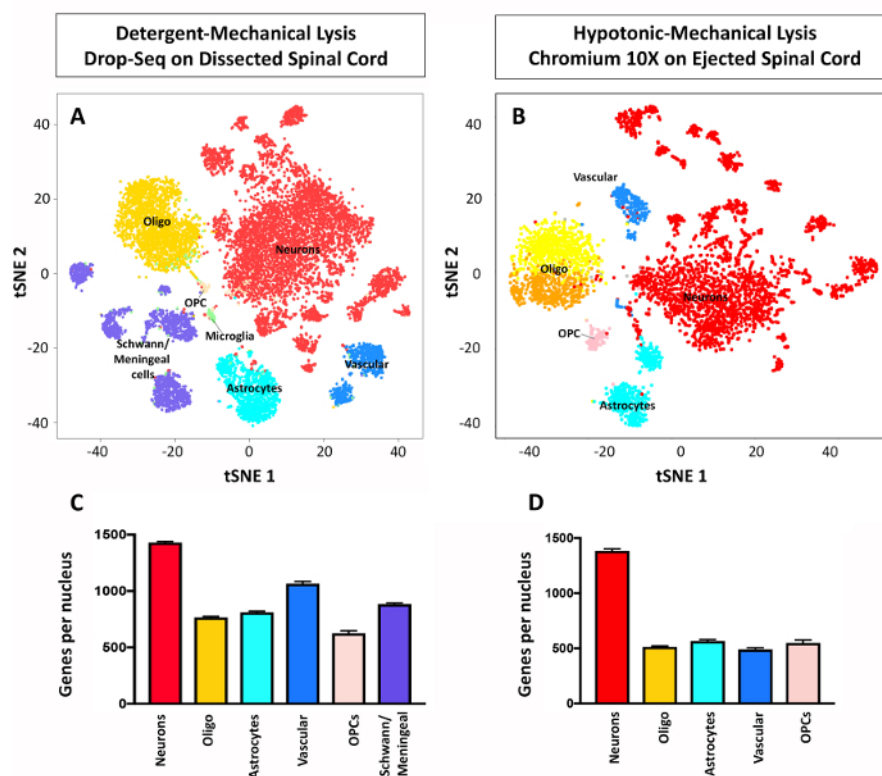 Detergent-Mechanical Lysis
Drop-Seq on Dissected Spinal Cord
Hypotonic-Mechanical Lysis
Chromium 10X on Ejected Spinal Cord
A
tSNE 2
40
20
0
-20
-40
-40
-20
0
20
40
tSNE 1
Oligo
Neurons
OPC
Microglia
Schwann/
Meningeal
cells
Astrocytes
Vascular
B
tSNE 2
40
20
0
-20
-40
-40
-20
0
20
40
tSNE 1
Vascular
Oligo
Neurons
OPC
Astrocytes
C
Genes per nucleus
1500
1000
500
0
Neurons
Oligo
Astrocytes
Vascular
OPCs
Schwann/
Meningeal
D
Genes per nucleus
1500
1000
500
0
Neurons
Oligo
Astrocytes
Vascular
OPCs